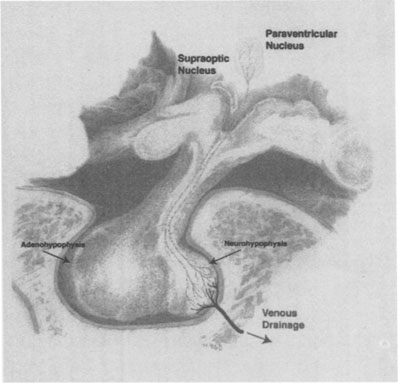 Paraventricular
Nucleus
Supraoptic
Nucleus
Adenohypophysis
Neurohypophysis
Venous
Drainage